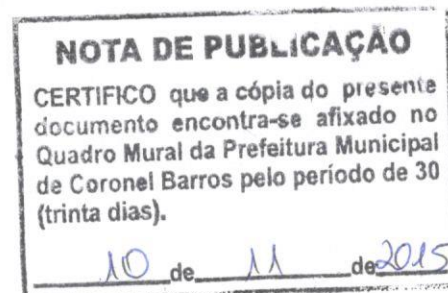 NOTA DE PUBLICAÇÃO
CERTIFICO que a cópia do presente
documento encontra-se afixado no
Quadro Mural da Prefeitura Municipal
de Coronel Barros pelo período de 30
(trinta dias).
10 de 11 de 2015